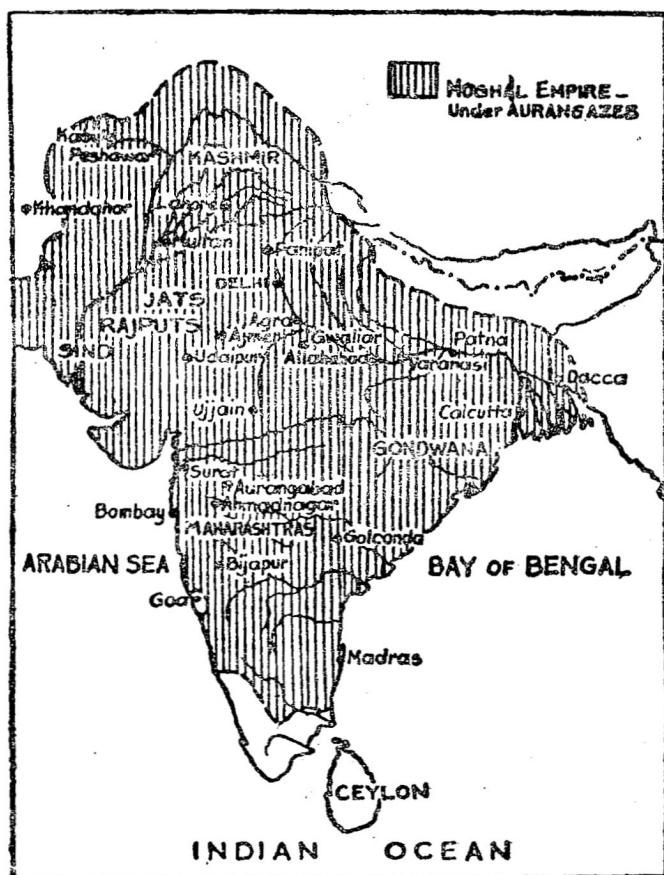 MOGHAL EMPIRE -
Under AURANGAZEB
Kabul
Peshawar
KASHMIR
Khandahar
Lahore
Multan
Panipat
DELHI
JATS
RAJPUTS
Agra
Ajmer
Gwalior
Patna
SIND
Udaipur
Allahabad
Varanasi
Dacca
Ujjain
Calcutta
GONDWANA
Surat
Aurangabad
Ahmadnagar
Bombay
MAHARASHTRAS
Golconda
ARABIAN SEA
Bijapur
BAY OF BENGAL
Goa
Madras
CEYLON
INDIAN OCEAN